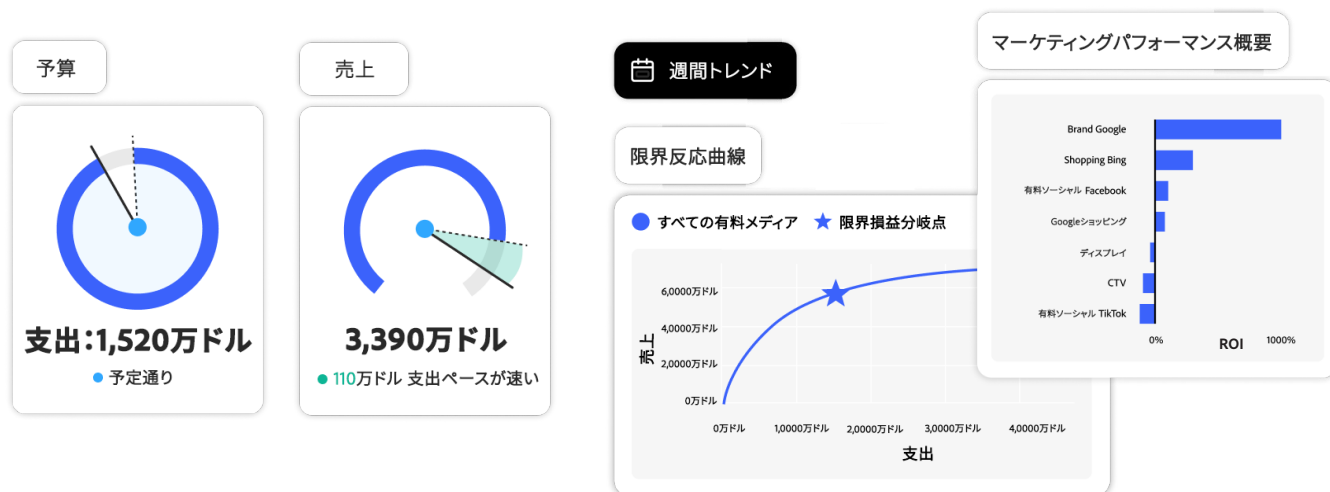 予算
支出：1,520万ドル
予定通り
売上
3,390万ドル
110万ドル 支出ペースが速い
週間トレンド
限界反応曲線
すべての有料メディア
限界損益分岐点
売上
6,0000万ドル
4,0000万ドル
2,0000万ドル
0万ドル
0万ドル
1,0000万ドル
2,0000万ドル
3,0000万ドル
4,0000万ドル
支出
マーケティングパフォーマンス概要
Brand Google
Shopping Bing
有料ソーシャル Facebook
Googleショッピング
ディスプレイ
CTV
有料ソーシャル TikTok
0%
ROI
1000%